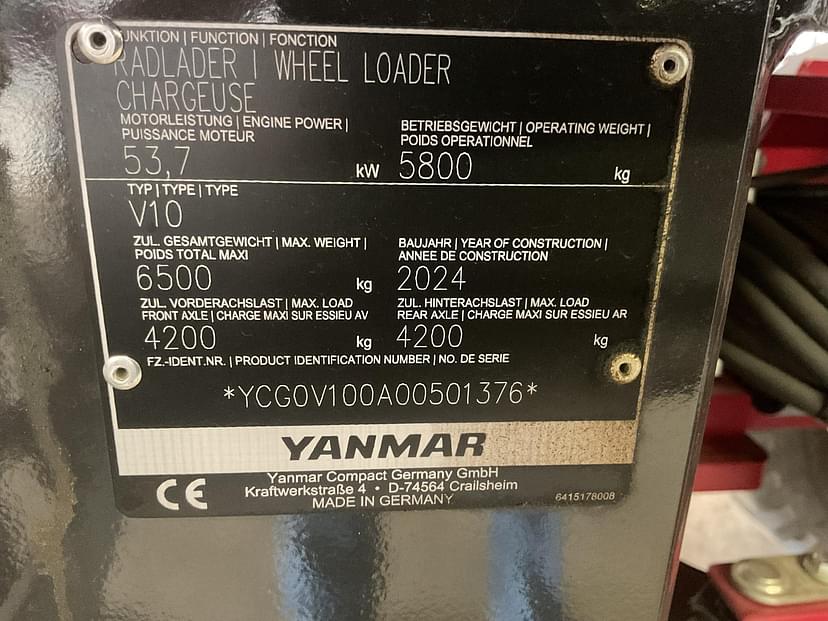 FUNKTION | FUNCTION | FONCTION
RADLADER | WHEEL LOADER
CHARGEUSE
MOTORLEISTUNG | ENGINE POWER |
PUISSANCE MOTEUR
53,7 kW
BETRIEBSGEWICHT | OPERATING WEIGHT |
POIDS OPERATIONNEL
5800 kg
TYP | TYPE | TYPE
V10
ZUL. GESAMTGEWICHT | MAX. WEIGHT |
POIDS TOTAL MAXI
6500 kg
BAUJAHR | YEAR OF CONSTRUCTION |
ANNEE DE CONSTRUCTION
2024
ZUL. VORDERACHSLAST | MAX. LOAD
FRONT AXLE | CHARGE MAXI SUR ESSIEU AV
4200 kg
ZUL. HINTERACHSLAST | MAX. LOAD
REAR AXLE | CHARGE MAXI SUR ESSIEU AR
4200 kg
FZ.-IDENT.NR. | PRODUCT IDENTIFICATION NUMBER | NO. DE SERIE
*YCG0V100A00501376*
YANMAR
Yanmar Compact Germany GmbH
Kraftwerkstraße 4 • D-74564 Crailsheim
MADE IN GERMANY
CE
6415178008